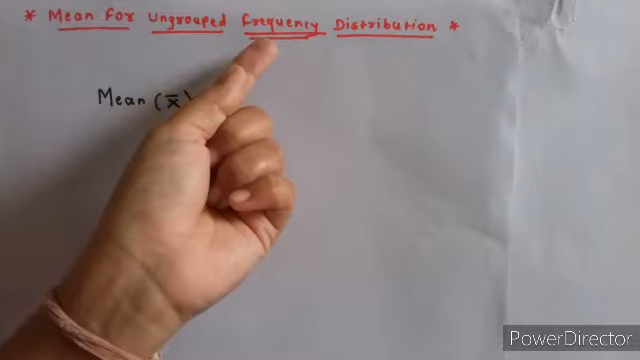 * Mean for Ungrouped frequency Distribution *
Mean (x̄)
PowerDirector